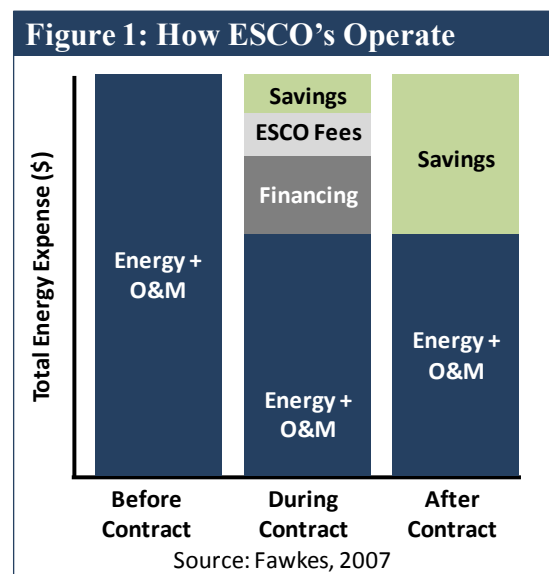 Figure 1: How ESCO's Operate
Total Energy Expense ($)
Energy +
O&M
Savings
ESCO Fees
Financing
Energy +
O&M
Savings
Energy +
O&M
Before
Contract
During
Contract
After
Contract
Source: Fawkes, 2007